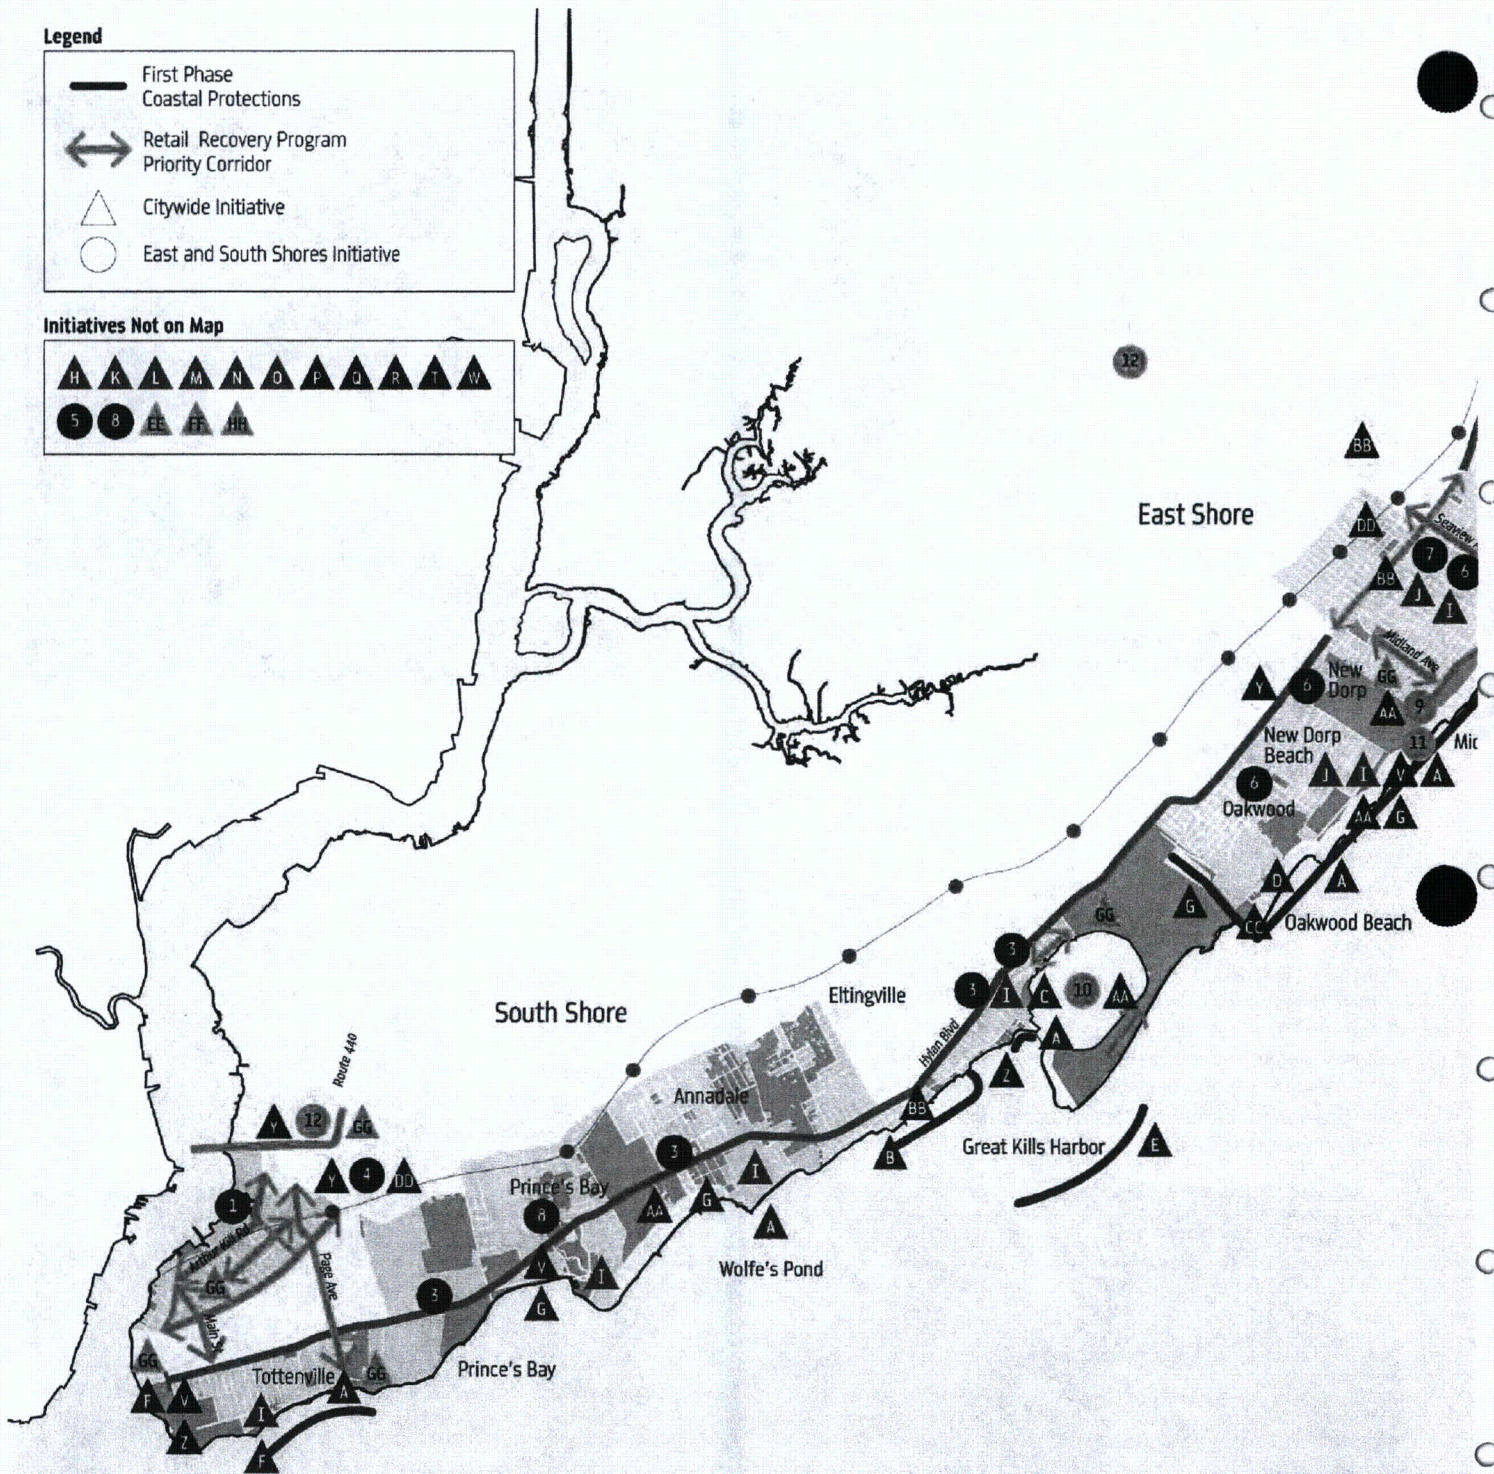 Legend
First Phase
Coastal Protections
Retail Recovery Program
Priority Corridor
Citywide Initiative
East and South Shores Initiative
Initiatives Not on Map
H K L M N O P Q R T W
5 8 EE FF HH
12
BB
East Shore
DD
Seaview
7
6
BB
J
I
Midland Ave
New
Dorp
GG
Y
6
AA
9
New Dorp
Beach
11
Mid
J I V A
6
Oakwood
AA G
D
A
G
GG
CC
Oakwood Beach
3
3
I
C
10
AA
Eltingville
South Shore
A
Hylan Blvd
Route 440
Z
Annadale
BB
Y
12
GG
Great Kills Harbor
E
B
3
I
Y
4
DD
Prince's Bay
1
AA
G
8
A
Arthur Kill Rd
Page Ave
Wolfe's Pond
V
I
GG
3
G
Main St
GG
Tottenville
GG
Prince's Bay
F V
A
I
Z
F